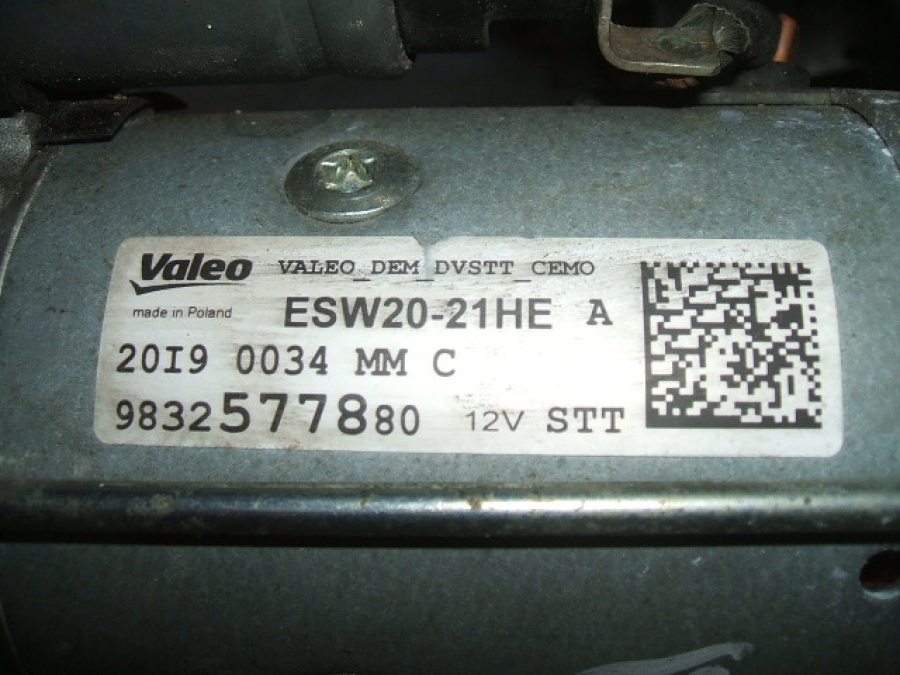 Valeo VALEO_DEM_DVSTT_CEMO
made in Poland ESW20-21HE A
20I9 0034 MM C
9832577880 12V STT